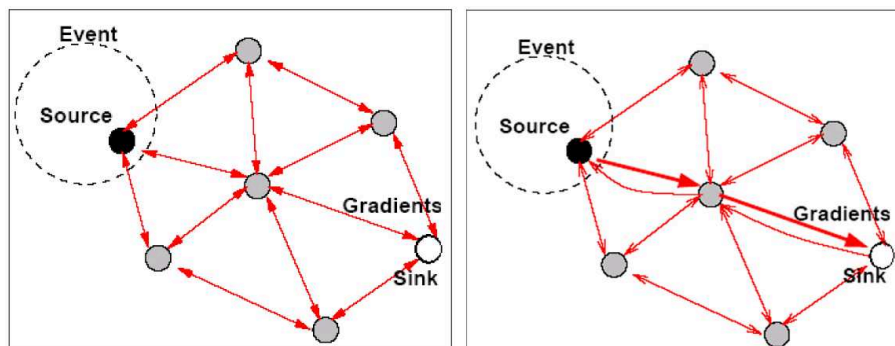 Event
Source
Gradients
Sink
Event
Source
Gradients
Sink